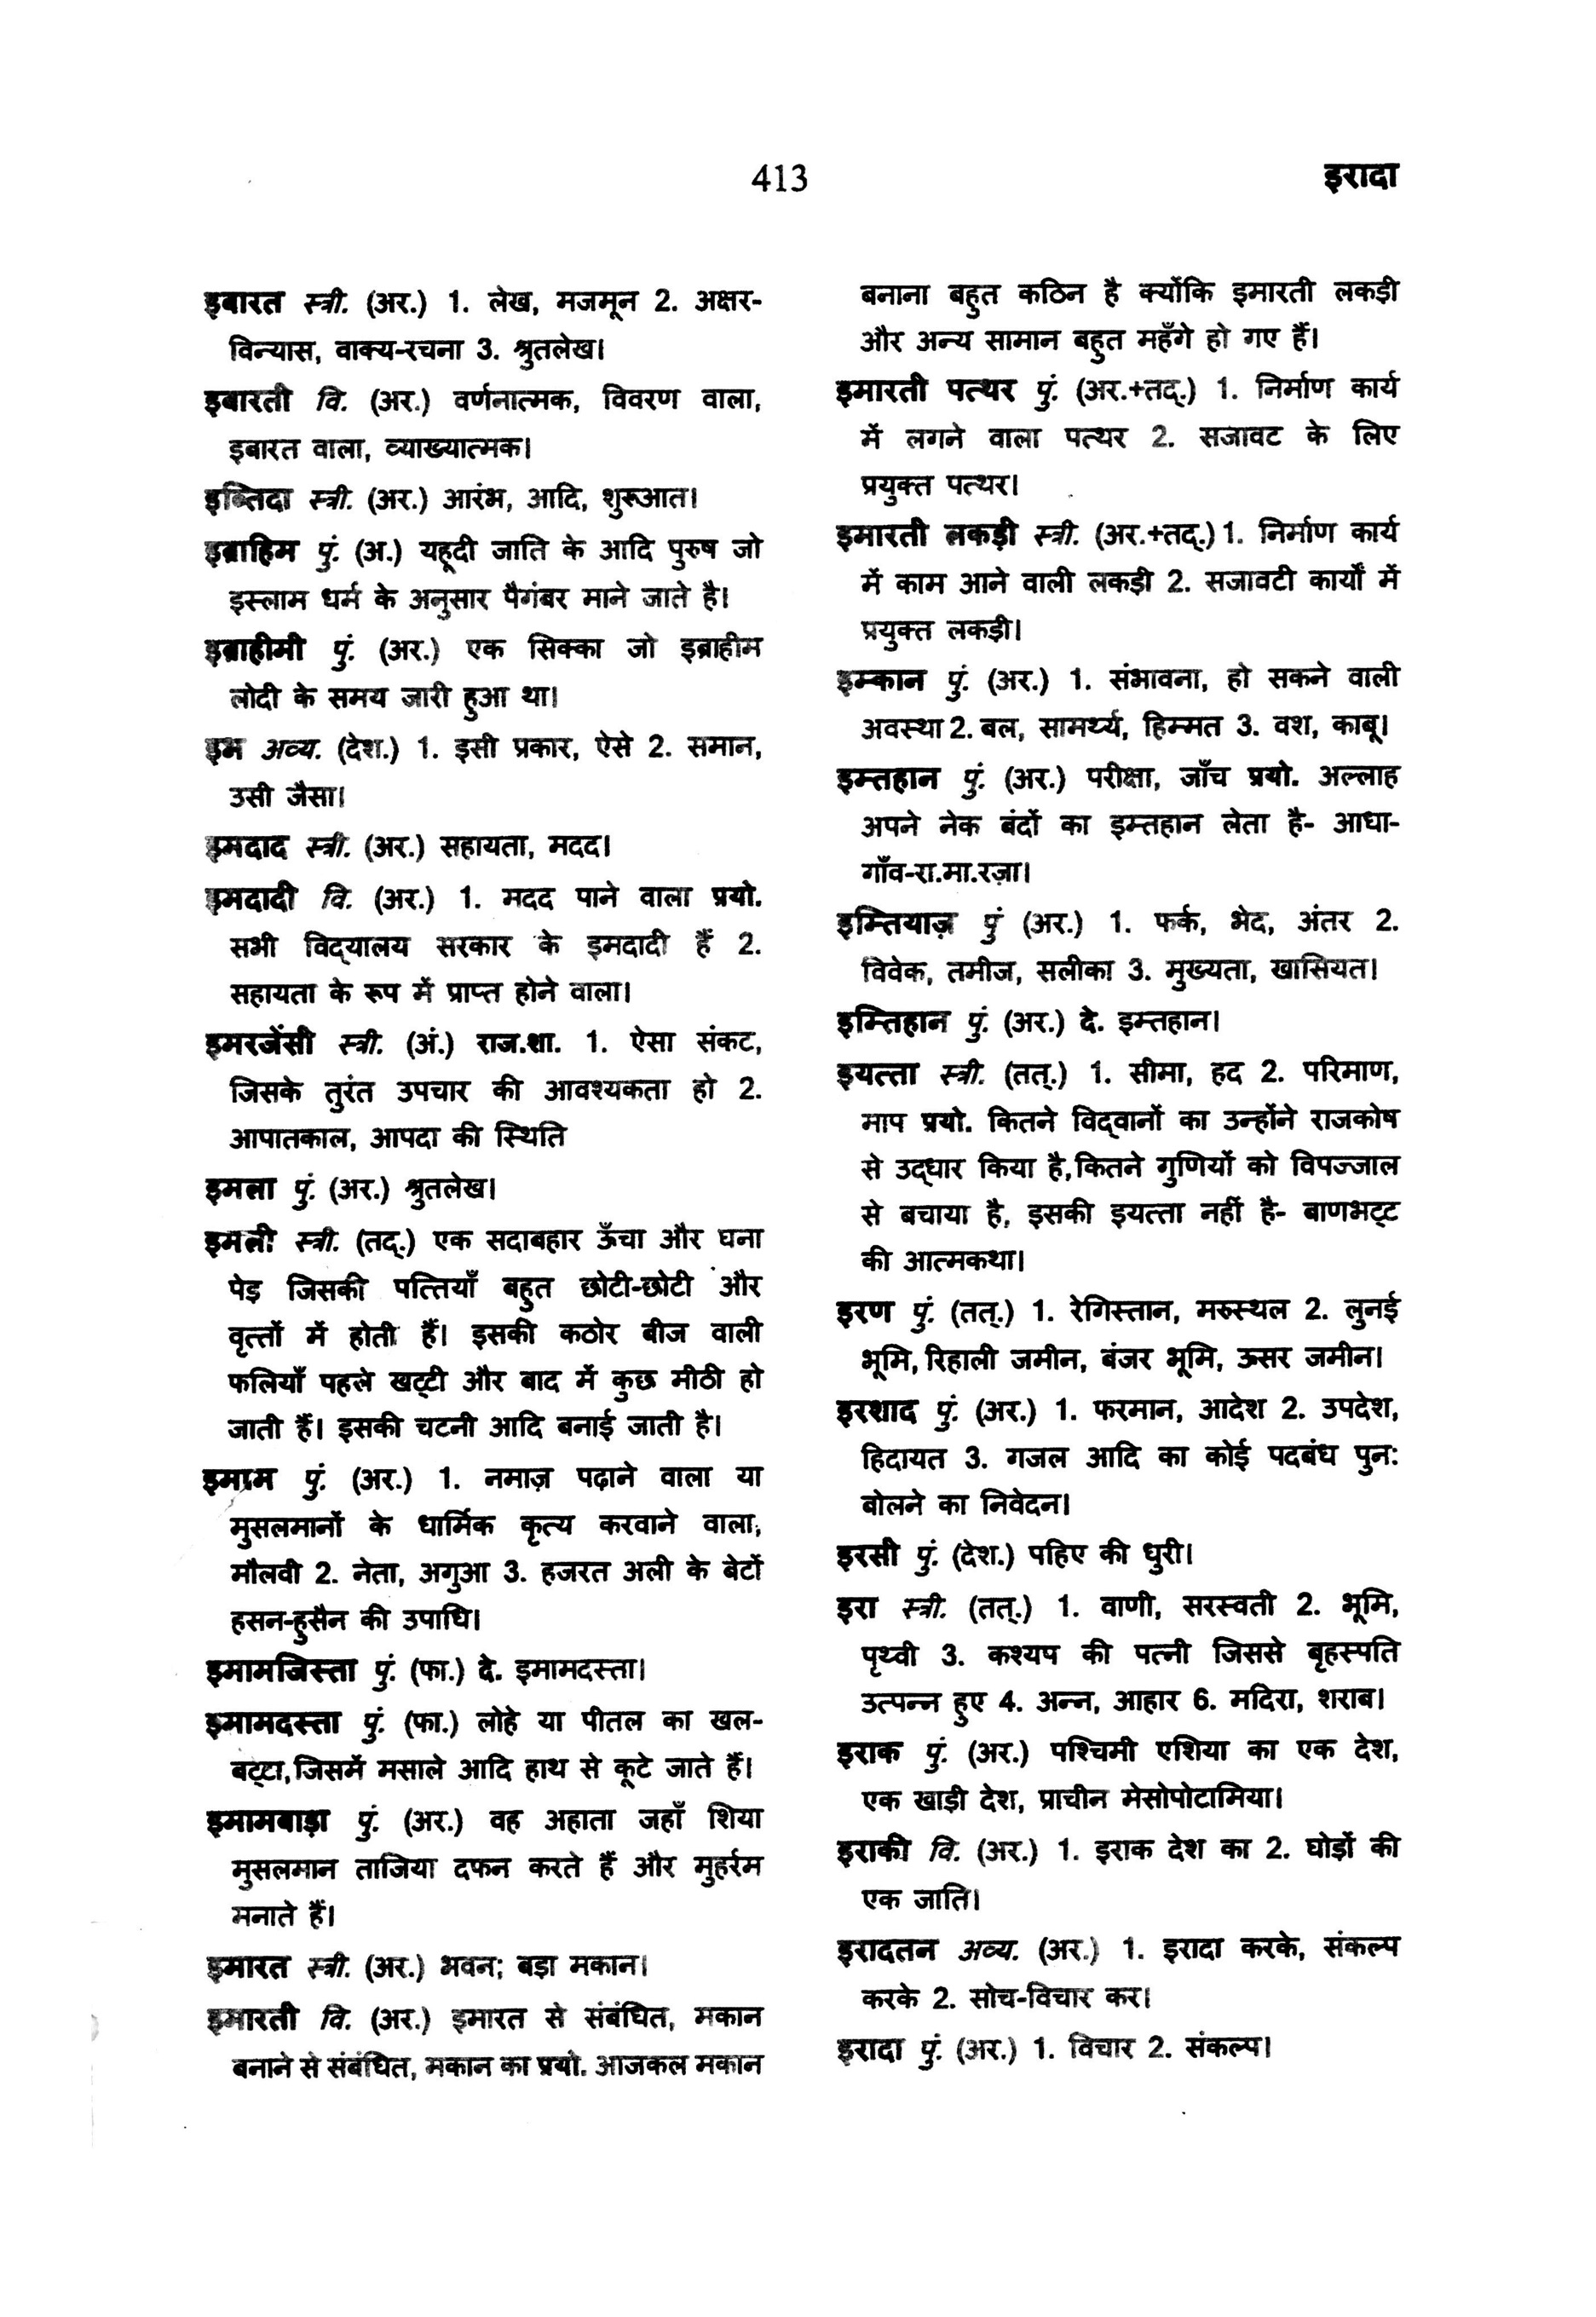 413
इरादा
इबारत स्त्री. (अर.) 1. लेख, मजमून 2. अक्षर-
विन्यास, वाक्य-रचना 3. श्रुतलेख।
इबारती वि. (अर.) वर्णनात्मक, विवरण वाला,
इबारत वाला, व्याख्यात्मक।
इब्तिदा स्त्री. (अर.) आरंभ, आदि, शुरूआत।
इब्राहिम पुं. (अ.) यहूदी जाति के आदि पुरुष जो
इस्लाम धर्म के अनुसार पैगंबर माने जाते है।
इब्राहीमी पुं. (अर.) एक सिक्का जो इब्राहीम
लोदी के समय जारी हुआ था।
इभ अव्य. (देश.) 1. इसी प्रकार, ऐसे 2. समान,
उसी जैसा।
इमदाद स्त्री. (अर.) सहायता, मदद।
इमदादी वि. (अर.) 1. मदद पाने वाला प्रयो.
सभी विद्‌यालय सरकार के इमदादी हैं 2.
सहायता के रूप में प्राप्त होने वाला।
इमरजेंसी स्त्री. (अं.) राज.शा. 1. ऐसा संकट,
जिसके तुरंत उपचार की आवश्यकता हो 2.
आपातकाल, आपदा की स्थिति
इमला पुं. (अर.) श्रुतलेख।
इमली स्त्री. (तद्.) एक सदाबहार ऊँचा और घना
पेड़ जिसकी पत्तियाँ बहुत छोटी-छोटी और
वृत्तों में होती हैं। इसकी कठोर बीज वाली
फलियाँ पहले खट्‌टी और बाद में कुछ मीठी हो
जाती हैं। इसकी चटनी आदि बनाई जाती है।
इमाम पुं. (अर.) 1. नमाज़ पढ़ाने वाला या
मुसलमानों के धार्मिक कृत्य करवाने वाला,
मौलवी 2. नेता, अगुआ 3. हजरत अली के बेटों
हसन-हुसैन की उपाधि।
इमामजिस्ता पुं. (फा.) दे. इमामदस्ता।
इमामदस्ता पुं. (फा.) लोहे या पीतल का खल-
बट्‌टा,जिसमें मसाले आदि हाथ से कूटे जाते हैं।
इमामबाड़ा पुं. (अर.) वह अहाता जहाँ शिया
मुसलमान ताजिया दफन करते हैं और मुहर्रम
मनाते हैं।
इमारत स्त्री. (अर.) भवन; बड़ा मकान।
इमारती वि. (अर.) इमारत से संबंधित, मकान
बनाने से संबंधित, मकान का प्रयो. आजकल मकान
बनाना बहुत कठिन है क्योंकि इमारती लकड़ी
और अन्य सामान बहुत महँगे हो गए हैं।
इमारती पत्थर पुं. (अर.+तद्.) 1. निर्माण कार्य
में लगने वाला पत्थर 2. सजावट के लिए
प्रयुक्त पत्थर।
इमारती लकड़ी स्त्री. (अर.+तद्.) 1. निर्माण कार्य
में काम आने वाली लकड़ी 2. सजावटी कार्यों में
प्रयुक्त लकड़ी।
इम्कान पुं. (अर.) 1. संभावना, हो सकने वाली
अवस्था 2. बल, सामर्थ्य, हिम्मत 3. वश, काबू।
इम्तहान पुं. (अर.) परीक्षा, जाँच प्रयो. अल्लाह
अपने नेक बंदों का इम्तहान लेता है- आधा-
गाँव-रा.मा.रज़ा।
इम्तियाज़ पुं (अर.) 1. फर्क, भेद, अंतर 2.
विवेक, तमीज, सलीका 3. मुख्यता, खासियत।
इम्तिहान पुं. (अर.) दे. इम्तहान।
इयत्ता स्त्री. (तत्.) 1. सीमा, हद 2. परिमाण,
माप प्रयो. कितने विद्‌वानों का उन्होंने राजकोष
से उद्‌धार किया है,कितने गुणियों को विपज्जाल
से बचाया है, इसकी इयत्ता नहीं है- बाणभट्‌ट
की आत्मकथा।
इरण पुं. (तत्.) 1. रेगिस्तान, मरुस्थल 2. लुनई
भूमि, रिहाली जमीन, बंजर भूमि, ऊसर जमीन।
इरशाद पुं. (अर.) 1. फरमान, आदेश 2. उपदेश,
हिदायत 3. गजल आदि का कोई पदबंध पुन:
बोलने का निवेदन।
इरसी पुं. (देश.) पहिए की धुरी।
इरा स्त्री. (तत्.) 1. वाणी, सरस्वती 2. भूमि,
पृथ्वी 3. कश्यप की पत्नी जिससे बृहस्पति
उत्पन्न हुए 4. अन्न, आहार 6. मदिरा, शराब।
इराक पुं. (अर.) पश्चिमी एशिया का एक देश,
एक खाड़ी देश, प्राचीन मेसोपोटामिया।
इराकी वि. (अर.) 1. इराक देश का 2. घोड़ों की
एक जाति।
इरादतन अव्य. (अर.) 1. इरादा करके, संकल्प
करके 2. सोच-विचार कर।
इरादा पुं. (अर.) 1. विचार 2. संकल्प।